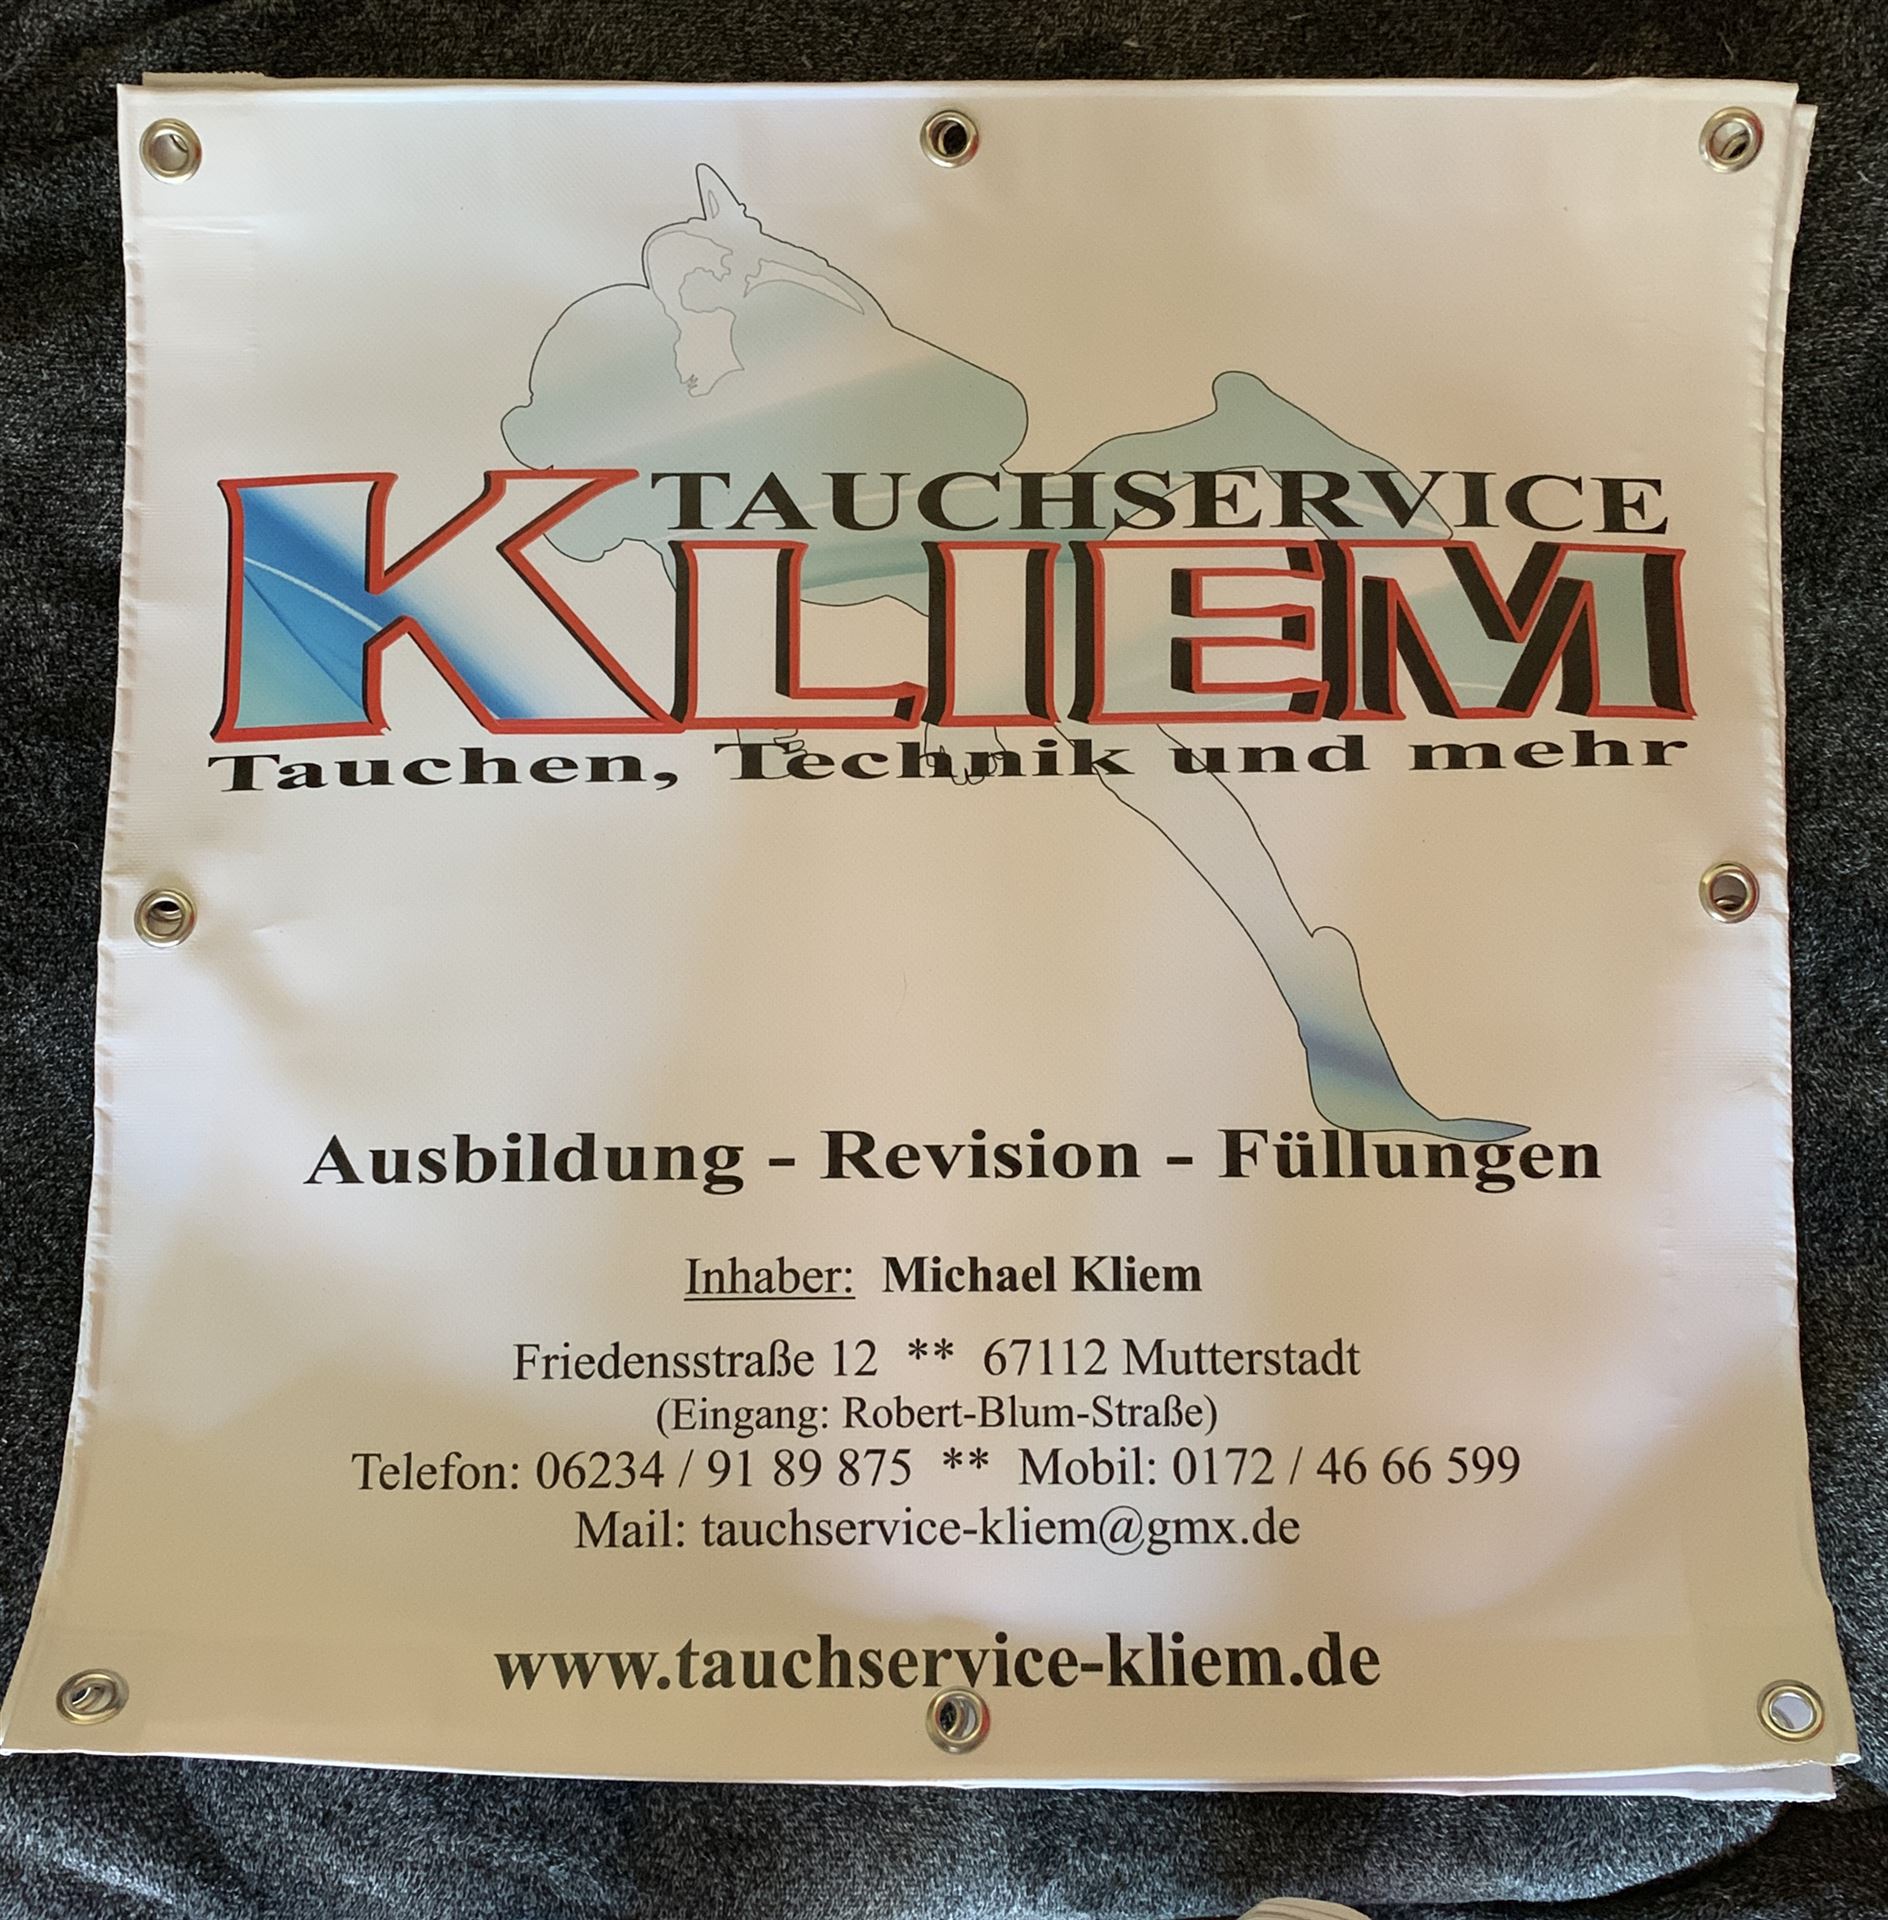 TAUCHSERVICE
KLIEM
Tauchen, Technik und mehr
Ausbildung - Revision - Füllungen
Inhaber: Michael Kliem
Friedensstraße 12 ** 67112 Mutterstadt
(Eingang: Robert-Blum-Straße)
Telefon: 06234 / 91 89 875 ** Mobil: 0172 / 46 66 599
Mail: tauchservice-kliem@gmx.de
www.tauchservice-kliem.de